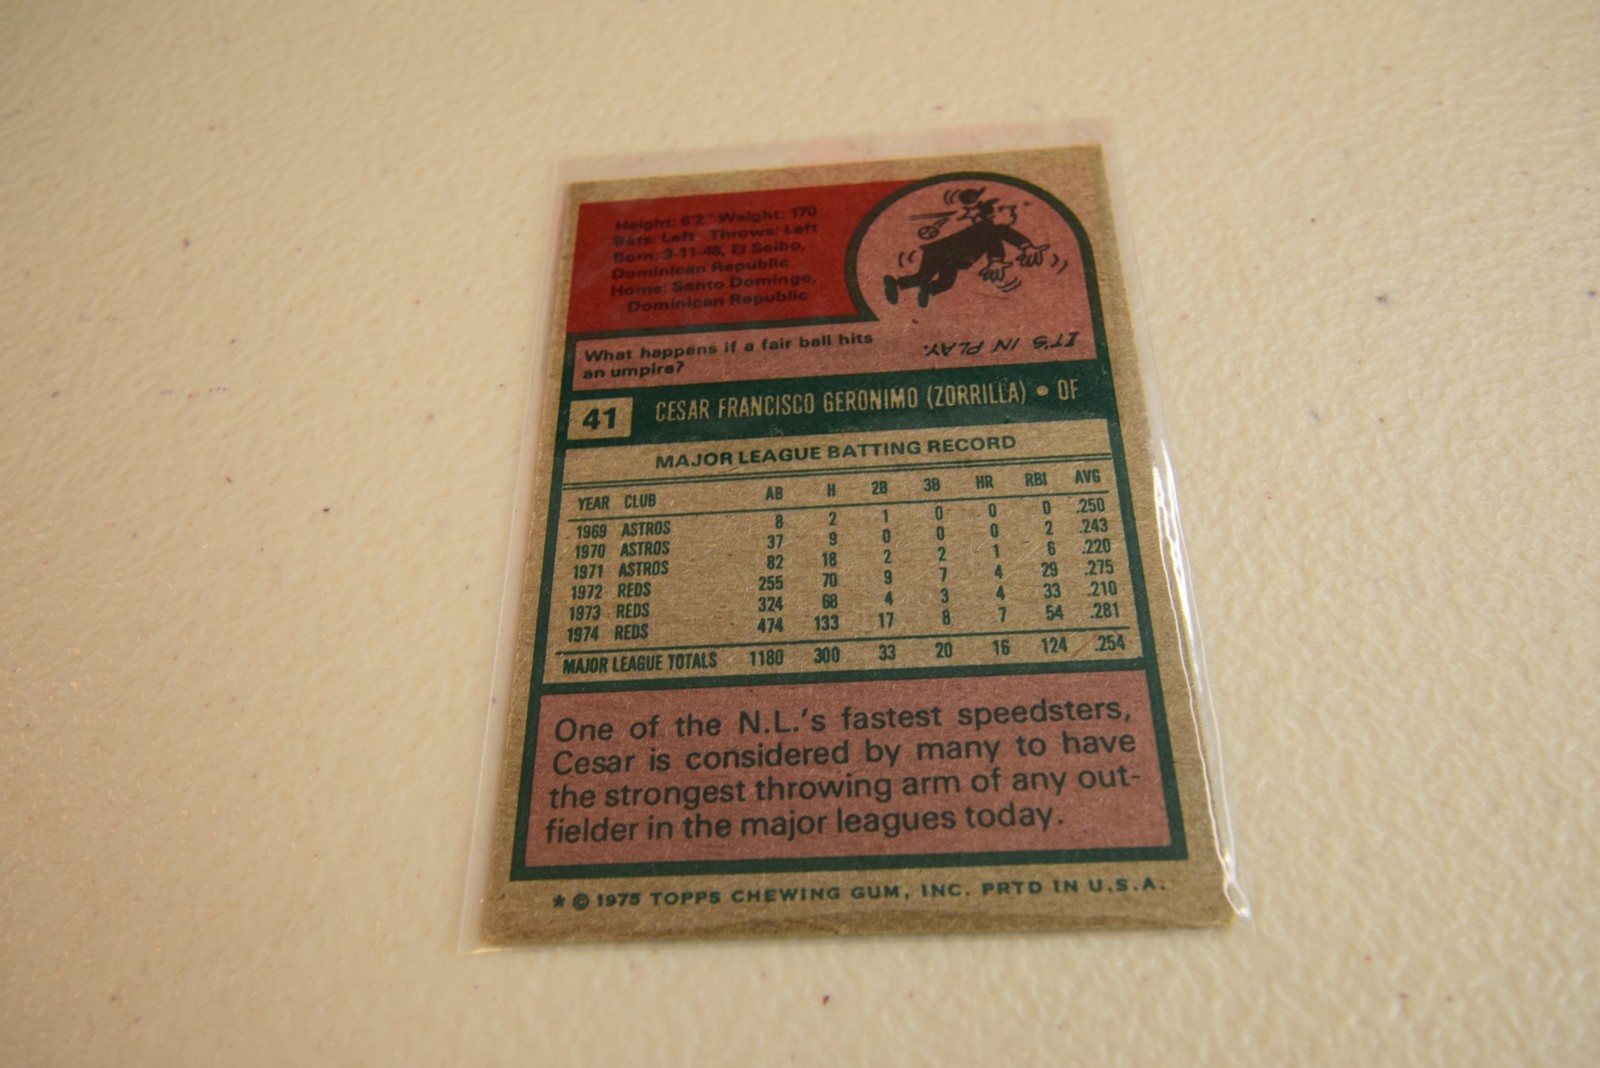 Height: 6'2" Weight: 170
Bats: Left Throws: Left
Born: 3-11-48, El Seibo,
Dominican Republic
Home: Santo Domingo,
Dominican Republic
What happens if a fair ball hits
an umpire?
IT'S IN PLAY.
41 CESAR FRANCISCO GERONIMO (ZORRILLA) • OF
MAJOR LEAGUE BATTING RECORD
YEAR CLUB AB H 2B 3B HR RBI AVG
1969 ASTROS 8 2 1 0 0 0 .250
1970 ASTROS 37 9 0 0 0 2 .243
1971 ASTROS 82 18 2 2 1 6 .220
1972 REDS 255 70 9 7 4 29 .275
1973 REDS 324 68 4 3 4 33 .210
1974 REDS 474 133 17 8 7 54 .281
MAJOR LEAGUE TOTALS 1180 300 33 20 16 124 .254
One of the N.L.'s fastest speedsters,
Cesar is considered by many to have
the strongest throwing arm of any out-
fielder in the major leagues today.
* © 1975 TOPPS CHEWING GUM, INC. PRTD IN U.S.A.